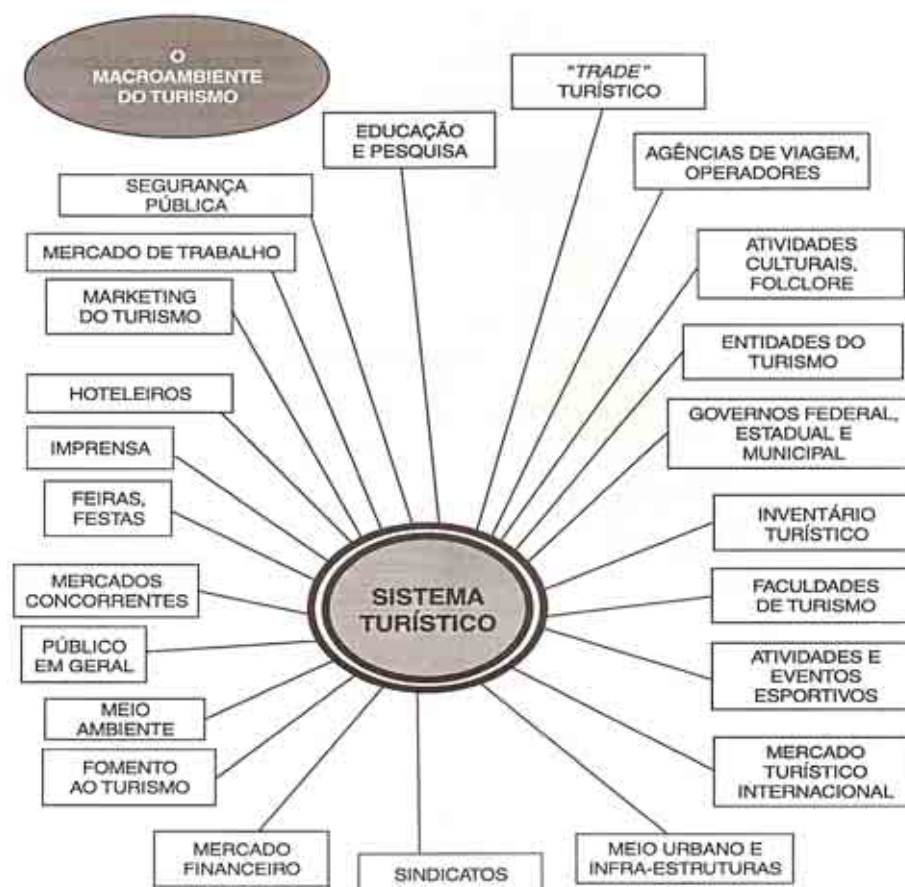 O
MACROAMBIENTE
DO TURISMO
"TRADE"
TURÍSTICO
EDUCAÇÃO
E PESQUISA
AGÊNCIAS DE VIAGEM,
OPERADORES
SEGURANÇA
PÚBLICA
MERCADO DE TRABALHO
ATIVIDADES
CULTURAIS,
FOLCLORE
MARKETING
DO TURISMO
ENTIDADES DO
TURISMO
HOTELEIROS
GOVERNOS FEDERAL,
ESTADUAL E
MUNICIPAL
IMPRENSA
FEIRAS,
FESTAS
INVENTÁRIO
TURÍSTICO
MERCADOS
CONCORRENTES
SISTEMA
TURÍSTICO
FACULDADES
DE TURISMO
PÚBLICO
EM GERAL
ATIVIDADES E
EVENTOS
ESPORTIVOS
MEIO
AMBIENTE
FOMENTO
AO TURISMO
MERCADO
TURÍSTICO
INTERNACIONAL
MERCADO
FINANCEIRO
SINDICATOS
MEIO URBANO E
INFRA-ESTRUTURAS